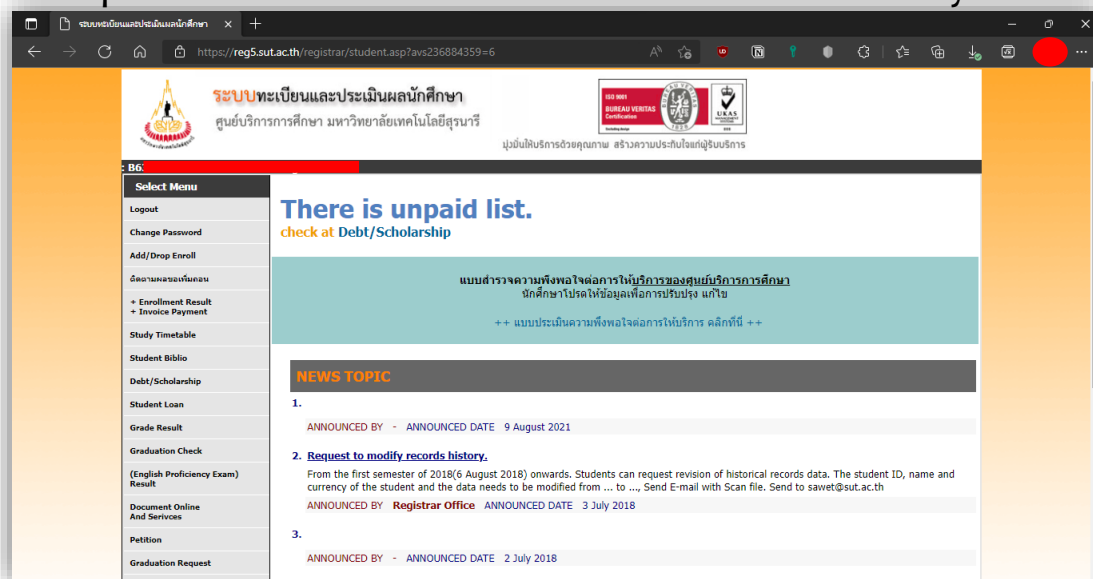 ระบบทะเบียนและประเมินผลนักศึกษา
https://reg5.sut.ac.th/registrar/student.asp?avs236884359=6
ระบบทะเบียนและประเมินผลนักศึกษา
ศูนย์บริการการศึกษา มหาวิทยาลัยเทคโนโลยีสุรนารี
ISO 9001
BUREAU VERITAS
Certification
UKAS
มุ่งมั่นให้บริการด้วยคุณภาพ สร้างความประทับใจแก่ผู้รับบริการ
: B6
Select Menu
Logout
Change Password
Add/Drop Enroll
ติดตามผลขอเพิ่มถอน
+ Enrollment Result
+ Invoice Payment
Study Timetable
Student Biblio
Debt/Scholarship
Student Loan
Grade Result
Graduation Check
(English Proficiency Exam)
Result
Document Online
And Serivces
Petition
Graduation Request
There is unpaid list.
check at Debt/Scholarship
แบบสำรวจความพึงพอใจต่อการให้บริการของศูนย์บริการการศึกษา
นักศึกษาโปรดให้ข้อมูลเพื่อการปรับปรุง แก้ไข
++ แบบประเมินความพึงพอใจต่อการให้บริการ คลิกที่นี่ ++
NEWS TOPIC
1.
ANNOUNCED BY - ANNOUNCED DATE 9 August 2021
2. Request to modify records history.
From the first semester of 2018(6 August 2018) onwards. Students can request revision of historical records data. The student ID, name and
currency of the student and the data needs to be modified from ... to ..., Send E-mail with Scan file. Send to sawet@sut.ac.th
ANNOUNCED BY Registrar Office ANNOUNCED DATE 3 July 2018
3.
ANNOUNCED BY - ANNOUNCED DATE 2 July 2018